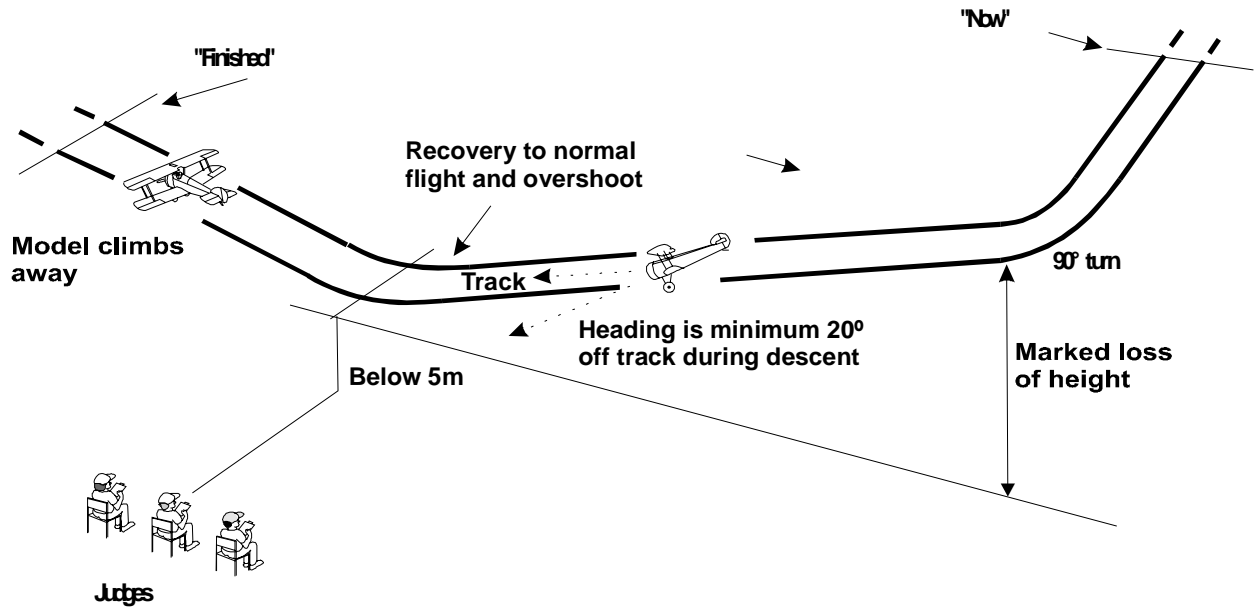 "Now"
"Finished"
Recovery to normal
flight and overshoot
Model climbs
away
90° turn
Track
Heading is minimum 20º
off track during descent
Marked loss
of height
Below 5m
Judges